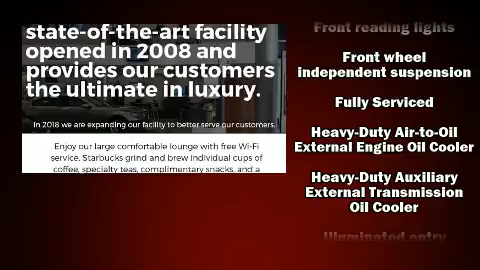 state-of-the-art facility
opened in 2008 and
provides our customers
the ultimate in luxury.
In 2018 we are expanding our facility to better serve our customers.
Enjoy our large comfortable lounge with free Wi-Fi
service, Starbucks grind and brew individual cups of
coffee, specialty teas, complimentary snacks, and a
Front reading lights
Front wheel
independent suspension
Fully Serviced
Heavy-Duty Air-to-Oil
External Engine Oil Cooler
Heavy-Duty Auxiliary
External Transmission
Oil Cooler
Illuminated entry